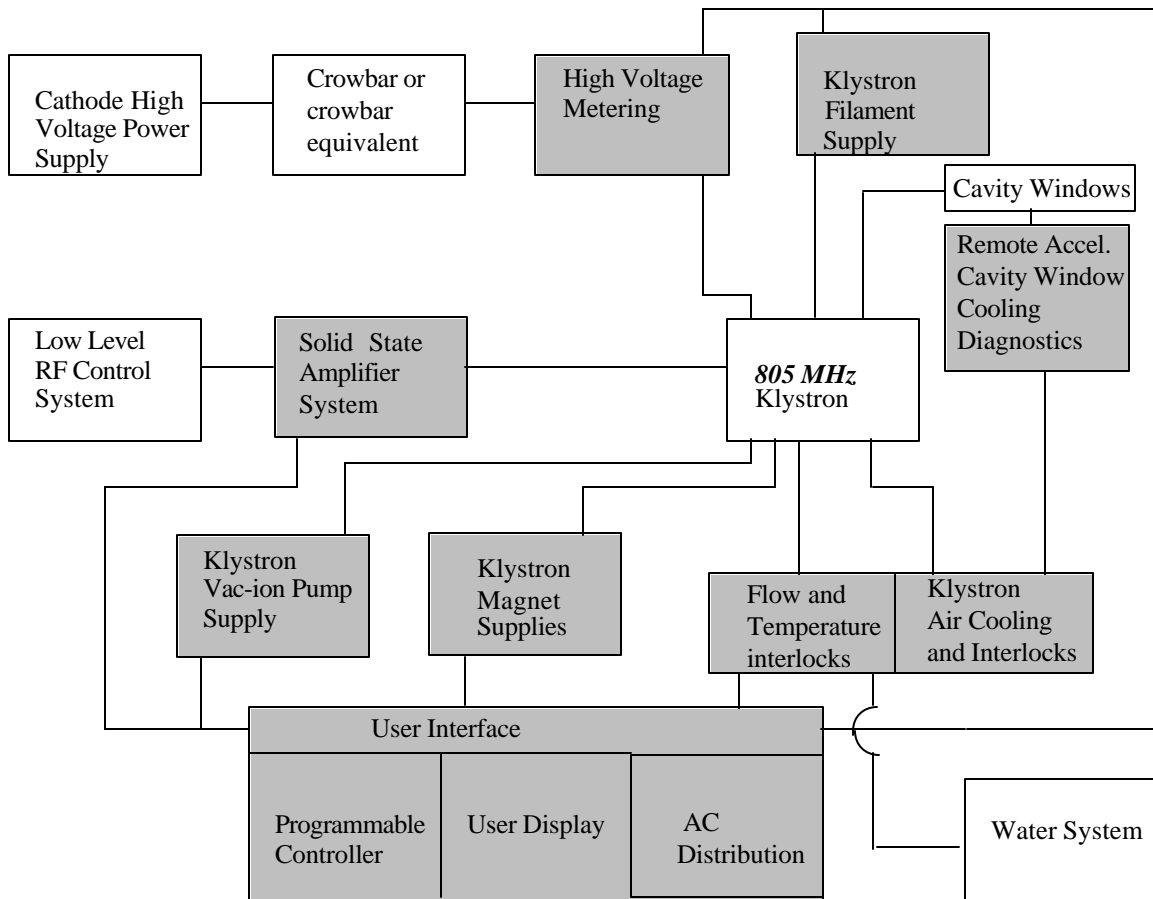 Cathode High
Voltage Power
Supply
Crowbar or
crowbar
equivalent
High Voltage
Metering
Klystron
Filament
Supply
Cavity Windows
Remote Accel.
Cavity Window
Cooling
Diagnostics
Low Level
RF Control
System
Solid State
Amplifier
System
805 MHz
Klystron
Klystron
Vac-ion Pump
Supply
Klystron
Magnet
Supplies
Flow and
Temperature
interlocks
Klystron
Air Cooling
and Interlocks
User Interface
Programmable
Controller
User Display
AC
Distribution
Water System